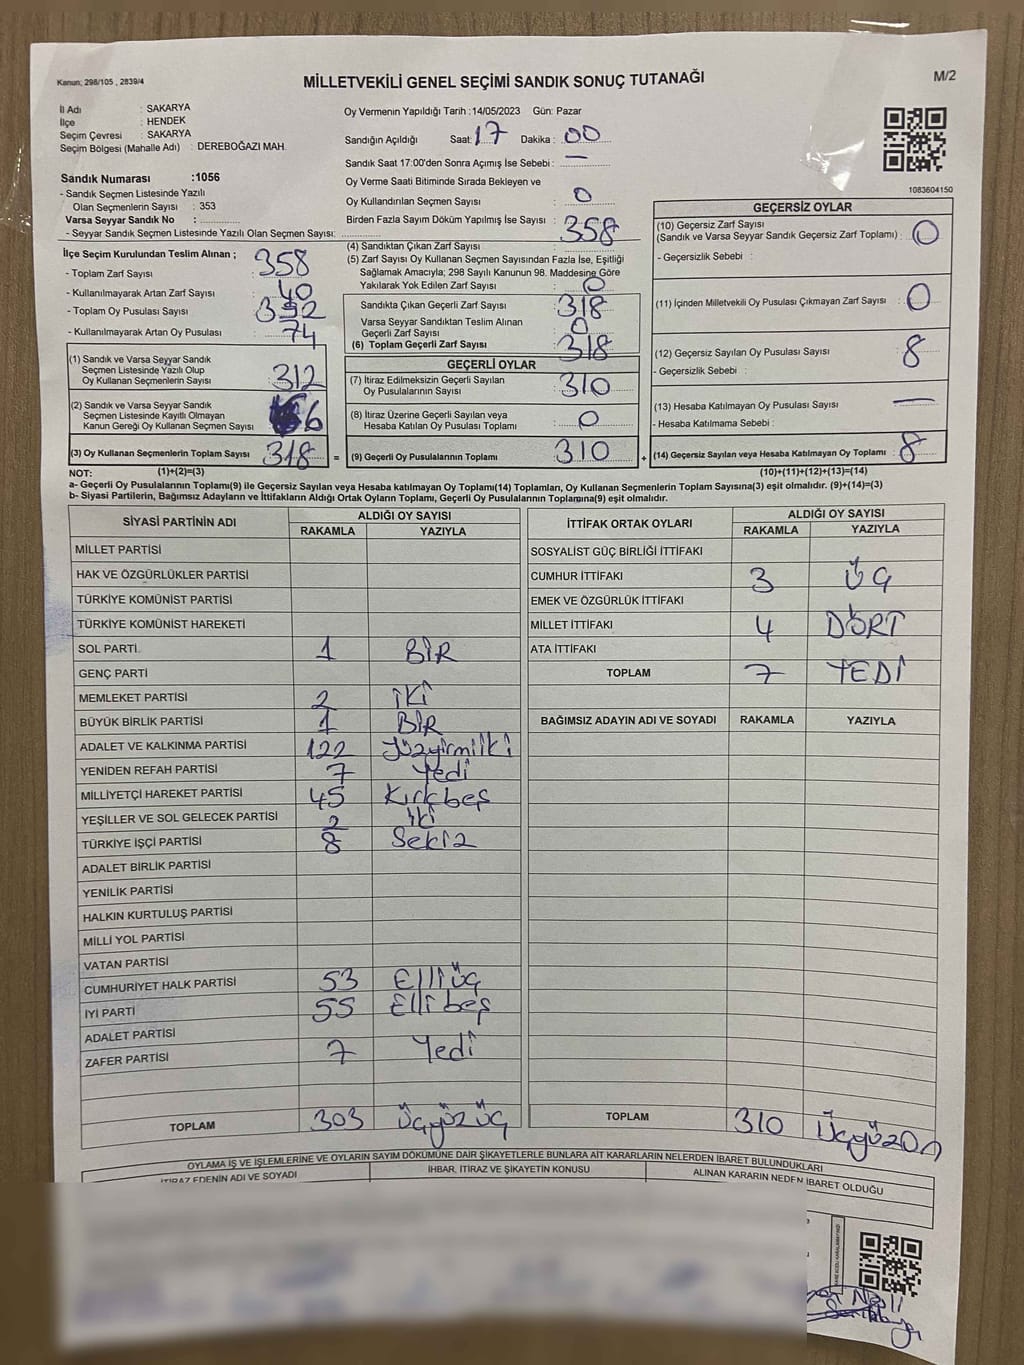 Kanun; 298/105 , 2839/4
MİLLETVEKİLİ GENEL SEÇİMİ SANDIK SONUÇ TUTANAĞI
M/2
İl Adı : SAKARYA
İlçe : HENDEK
Seçim Çevresi : SAKARYA
Seçim Bölgesi (Mahalle Adı) : DEREBOĞAZI MAH.
Sandık Numarası :1056
- Sandık Seçmen Listesinde Yazılı
Olan Seçmenlerin Sayısı : 353
Varsa Seyyar Sandık No :
- Seyyar Sandık Seçmen Listesinde Yazılı Olan Seçmen Sayısı:
Oy Vermenin Yapıldığı Tarih :14/05/2023 Gün: Pazar
Sandığın Açıldığı Saat: 17 Dakika : 00
Sandık Saat 17:00'den Sonra Açımış İse Sebebi : —
Oy Verme Saati Bitiminde Sırada Bekleyen ve
Oy Kullandırılan Seçmen Sayısı : 0
Birden Fazla Sayım Döküm Yapılmış İse Sayısı :
1083604150
İlçe Seçim Kurulundan Teslim Alınan ;
- Toplam Zarf Sayısı : 358
- Kullanılmayarak Artan Zarf Sayısı : 40
- Toplam Oy Pusulası Sayısı : 392
- Kullanılmayarak Artan Oy Pusulası : 74
(1) Sandık ve Varsa Seyyar Sandık
Seçmen Listesinde Yazılı Olup
Oy Kullanan Seçmenlerin Sayısı : 312
(2) Sandık ve Varsa Seyyar Sandık
Seçmen Listesinde Kayıtlı Olmayan
Kanun Gereği Oy Kullanan Seçmen Sayısı : 6
(3) Oy Kullanan Seçmenlerin Toplam Sayısı 318 =
(4) Sandıktan Çıkan Zarf Sayısı : 358
(5) Zarf Sayısı Oy Kullanan Seçmen Sayısından Fazla İse, Eşitliği
Sağlamak Amacıyla; 298 Sayılı Kanunun 98. Maddesine Göre
Yakılarak Yok Edilen Zarf Sayısı : 0
Sandıkta Çıkan Geçerli Zarf Sayısı : 318
Varsa Seyyar Sandıktan Teslim Alınan
Geçerli Zarf Sayısı : 0
(6) Toplam Geçerli Zarf Sayısı : 318
GEÇERLİ OYLAR
(7) İtiraz Edilmeksizin Geçerli Sayılan
Oy Pusulalarının Sayısı : 310
(8) İtiraz Üzerine Geçerli Sayılan veya
Hesaba Katılan Oy Pusulası Toplamı : 0
(9) Geçerli Oy Pusulalarının Toplamı : 310 +
GEÇERSİZ OYLAR
(10) Geçersiz Zarf Sayısı
(Sandık ve Varsa Seyyar Sandık Geçersiz Zarf Toplamı) : 0
- Geçersizlik Sebebi :
(11) İçinden Milletvekili Oy Pusulası Çıkmayan Zarf Sayısı : 0
(12) Geçersiz Sayılan Oy Pusulası Sayısı : 8
- Geçersizlik Sebebi :
(13) Hesaba Katılmayan Oy Pusulası Sayısı : —
- Hesaba Katılmama Sebebi :
(14) Geçersiz Sayılan veya Hesaba Katılmayan Oy Toplamı : 8
NOT: (1)+(2)=(3) (10)+(11)+(12)+(13)=(14)
a- Geçerli Oy Pusulalarının Toplamı(9) ile Geçersiz Sayılan veya Hesaba katılmayan Oy Toplamı(14) Toplamları, Oy Kullanan Seçmenlerin Toplam Sayısına(3) eşit olmalıdır. (9)+(14)=(3)
b- Siyasi Partilerin, Bağımsız Adayların ve İttifakların Aldığı Ortak Oyların Toplamı, Geçerli Oy Pusulalarının Toplamına(9) eşit olmalıdır.
SİYASİ PARTİNİN ADI ALDIĞI OY SAYISI
RAKAMLA YAZIYLA
MİLLET PARTİSİ
HAK VE ÖZGÜRLÜKLER PARTİSİ
TÜRKİYE KOMÜNİST PARTİSİ
TÜRKİYE KOMÜNİST HAREKETİ
SOL PARTİ 1 BİR
GENÇ PARTİ
MEMLEKET PARTİSİ 2 İKİ
BÜYÜK BİRLİK PARTİSİ 1 BİR
ADALET VE KALKINMA PARTİSİ 122 Yüzyirmiiki
YENİDEN REFAH PARTİSİ 7 Yedi
MİLLİYETÇİ HAREKET PARTİSİ 45 Kırkbeş
YEŞİLLER VE SOL GELECEK PARTİSİ 2 iki
TÜRKİYE İŞÇİ PARTİSİ 8 Sekiz
ADALET BİRLİK PARTİSİ
YENİLİK PARTİSİ
HALKIN KURTULUŞ PARTİSİ
MİLLİ YOL PARTİSİ
VATAN PARTİSİ
CUMHURİYET HALK PARTİSİ 53 Elliüç
İYİ PARTİ 55 Ellibeş
ADALET PARTİSİ
ZAFER PARTİSİ 7 Yedi
TOPLAM 303 üçyüzüç
İTTİFAK ORTAK OYLARI ALDIĞI OY SAYISI
RAKAMLA YAZIYLA
SOSYALİST GÜÇ BİRLİĞİ İTTİFAKI
CUMHUR İTTİFAKI 3 ÜÇ
EMEK VE ÖZGÜRLÜK İTTİFAKI
MİLLET İTTİFAKI 4 DÖRT
ATA İTTİFAKI
TOPLAM 7 YEDİ
BAĞIMSIZ ADAYIN ADI VE SOYADI RAKAMLA YAZIYLA
TOPLAM 310 Üçyüzon
OYLAMA İŞ VE İŞLEMLERİNE VE OYLARIN SAYIM DÖKÜMÜNE DAİR ŞİKAYETLERLE BUNLARA AİT KARARLARIN NELERDEN İBARET BULUNDUKLARI
İTİRAZ EDENİN ADI VE SOYADI İHBAR, İTİRAZ VE ŞİKAYETİN KONUSU ALINAN KARARIN NEDEN İBARET OLDUĞU